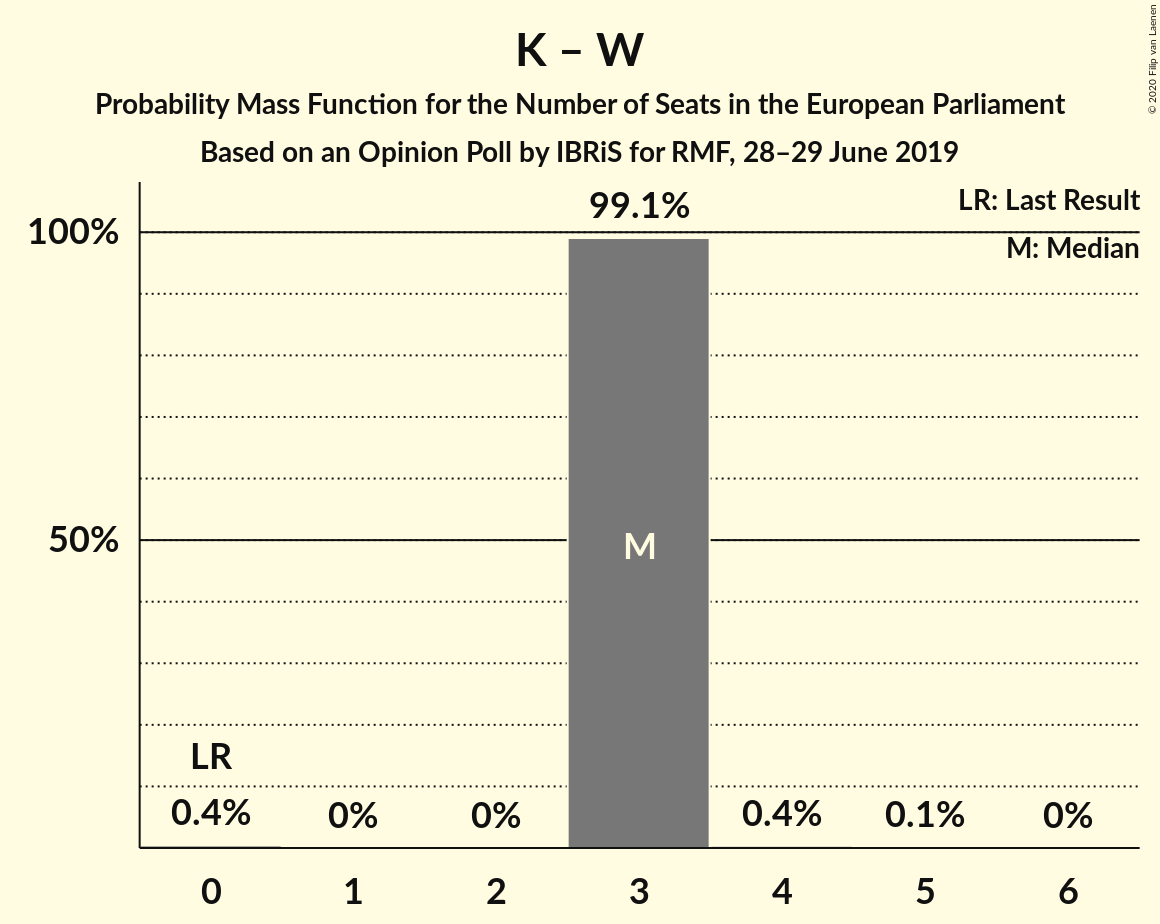 K – W
Probability Mass Function for the Number of Seats in the European Parliament
Based on an Opinion Poll by IBRiS for RMF, 28–29 June 2019
© 2020 Filip van Laenen
99.1%
LR: Last Result
100%
M: Median
50%
M
LR
0.4%
0%
0%
0.4%
0.1%
0%
0
1
2
3
4
5
6